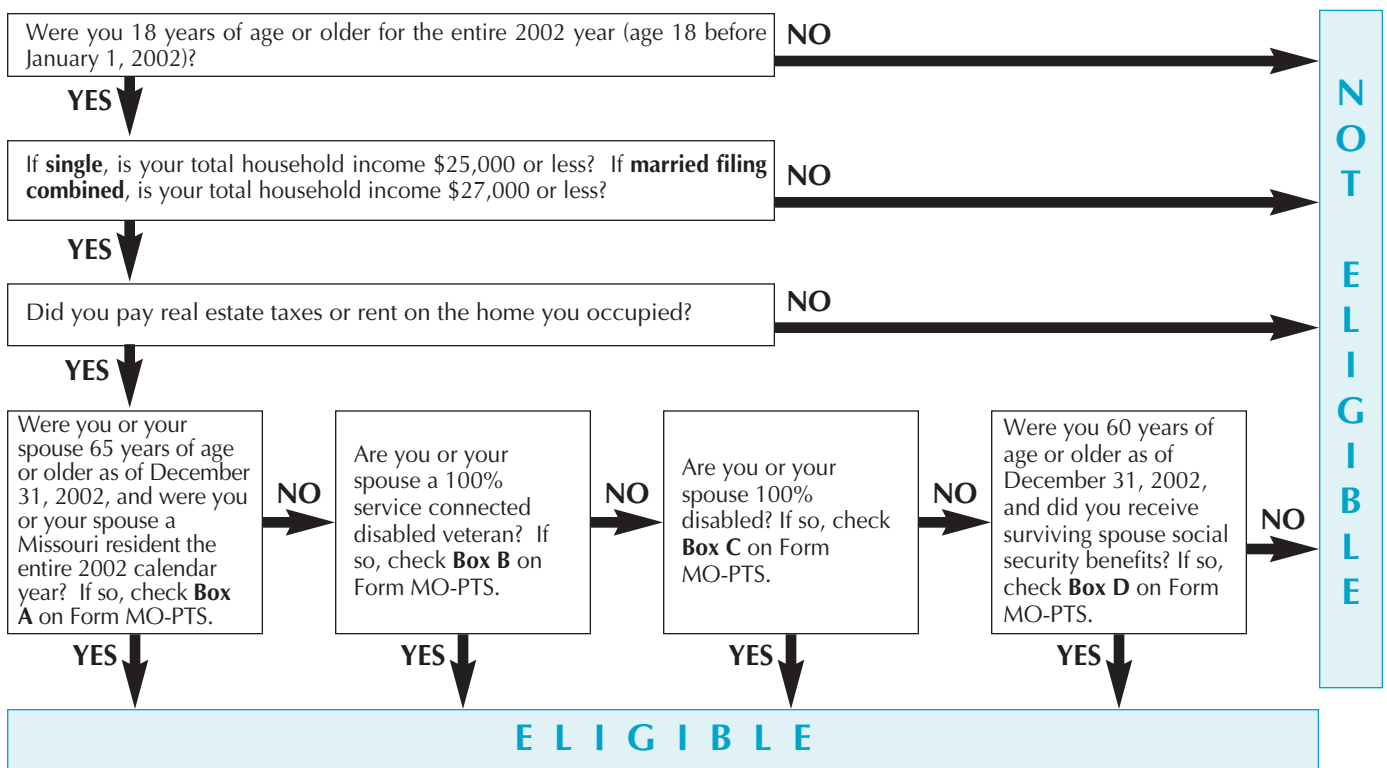 Were you 18 years of age or older for the entire 2002 year (age 18 before
January 1, 2002)?
NO
YES
If single, is your total household income $25,000 or less? If married filing
combined, is your total household income $27,000 or less?
NO
YES
Did you pay real estate taxes or rent on the home you occupied?
NO
YES
Were you or your
spouse 65 years of age
or older as of December
31, 2002, and were you
or your spouse a
Missouri resident the
entire 2002 calendar
year? If so, check Box
A on Form MO-PTS.
NO
YES
Are you or your
spouse a 100%
service connected
disabled veteran? If
so, check Box B on
Form MO-PTS.
NO
YES
Are you or your
spouse 100%
disabled? If so, check
Box C on Form
MO-PTS.
NO
YES
Were you 60 years of
age or older as of
December 31, 2002,
and did you receive
surviving spouse social
security benefits? If so,
check Box D on Form
MO-PTS.
NO
YES
NOT ELIGIBLE
ELIGIBLE